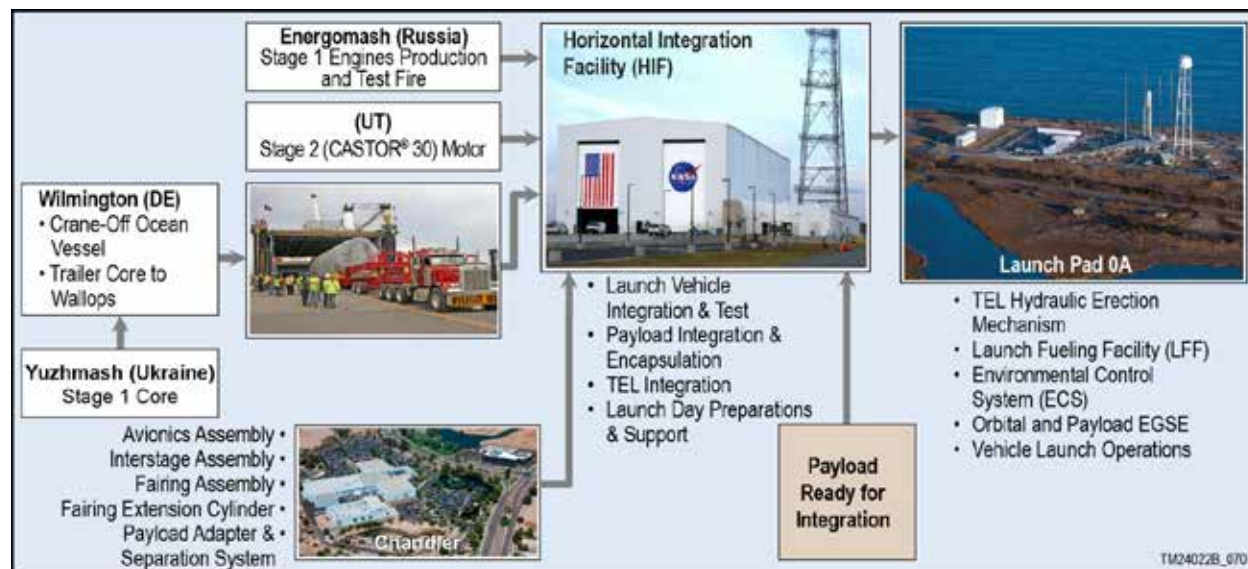 Energomash (Russia)
Stage 1 Engines Production
and Test Fire
(UT)
Stage 2 (CASTOR® 30) Motor
Wilmington (DE)
• Crane-Off Ocean
Vessel
• Trailer Core to
Wallops
Yuzhmash (Ukraine)
Stage 1 Core
Avionics Assembly •
Interstage Assembly •
Fairing Assembly •
Fairing Extension Cylinder •
Payload Adapter & •
Separation System
Chandler
Horizontal Integration
Facility (HIF)
NASA
• Launch Vehicle
Integration & Test
• Payload Integration &
Encapsulation
• TEL Integration
• Launch Day Preparations
& Support
Payload
Ready for
Integration
Launch Pad 0A
• TEL Hydraulic Erection
Mechanism
• Launch Fueling Facility (LFF)
• Environmental Control
System (ECS)
• Orbital and Payload EGSE
• Vehicle Launch Operations
TM24022B_070